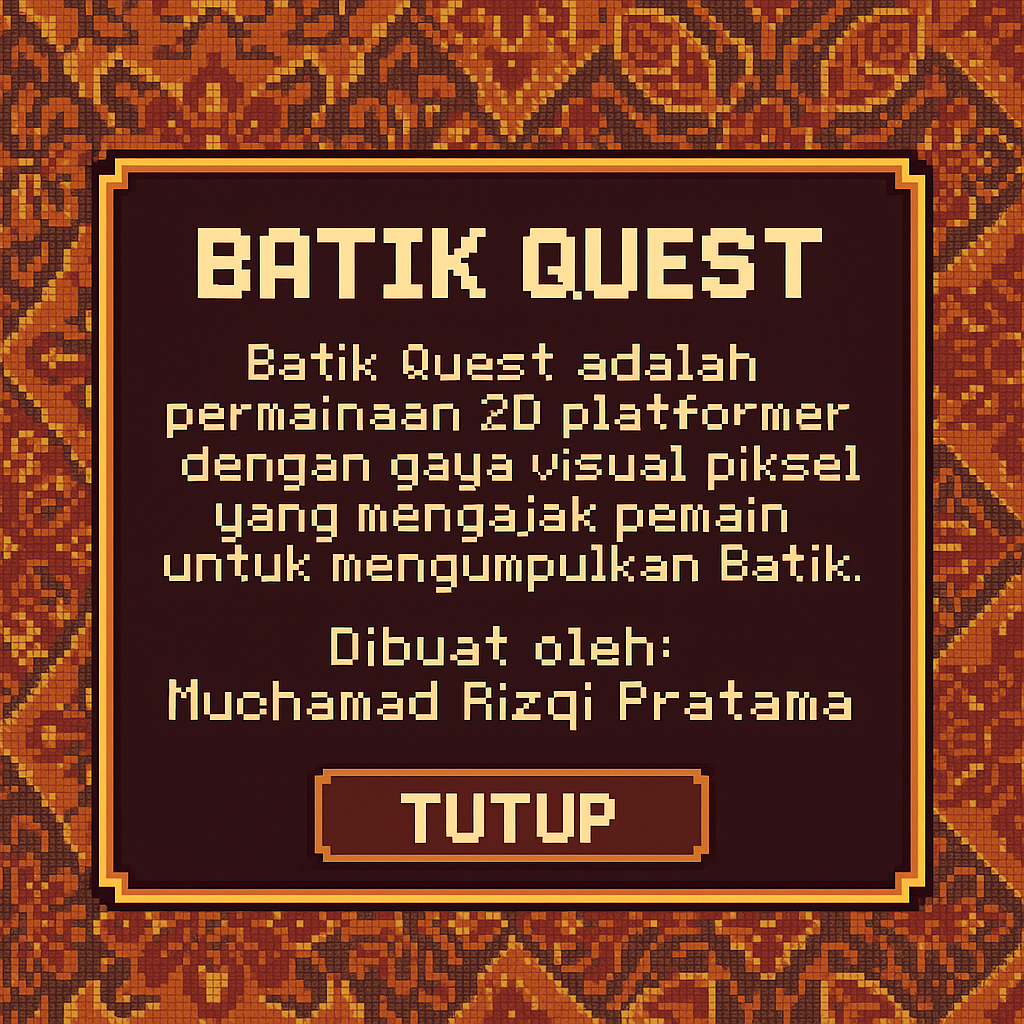 BATIK QUEST
Batik Quest adalah
permainaan 2D platformer
dengan gaya visual piksel
yang mengajak pemain
untuk mengumpulkan Batik.
Dibuat oleh:
Muchamad Rizqi Pratama
TUTUP